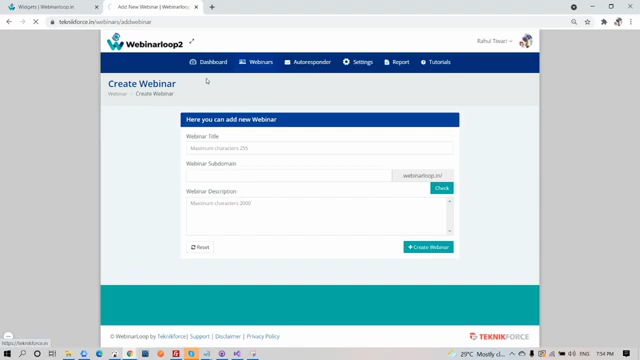 Widgets | Webinarloop.in
Add New Webinar | Webinarloop
teknikforce.in/webinars/addwebinar
Webinarloop2
Rahul Tiwari
Dashboard Webinars Autoresponder Settings Report Tutorials
Create Webinar
Webinar - Create Webinar
Here you can add new Webinar
Webinar Title
Maximum characters 255
Webinar Subdomain
.webinarloop.in/
Check
Webinar Description
Maximum characters 2000
Reset
+ Create Webinar
© WebinarLoop by Teknikforce | Support | Disclaimer | Privacy Policy
TEKNIKFORCE
https://teknikforce.in
29°C Mostly cl...
ENG
7:54 PM